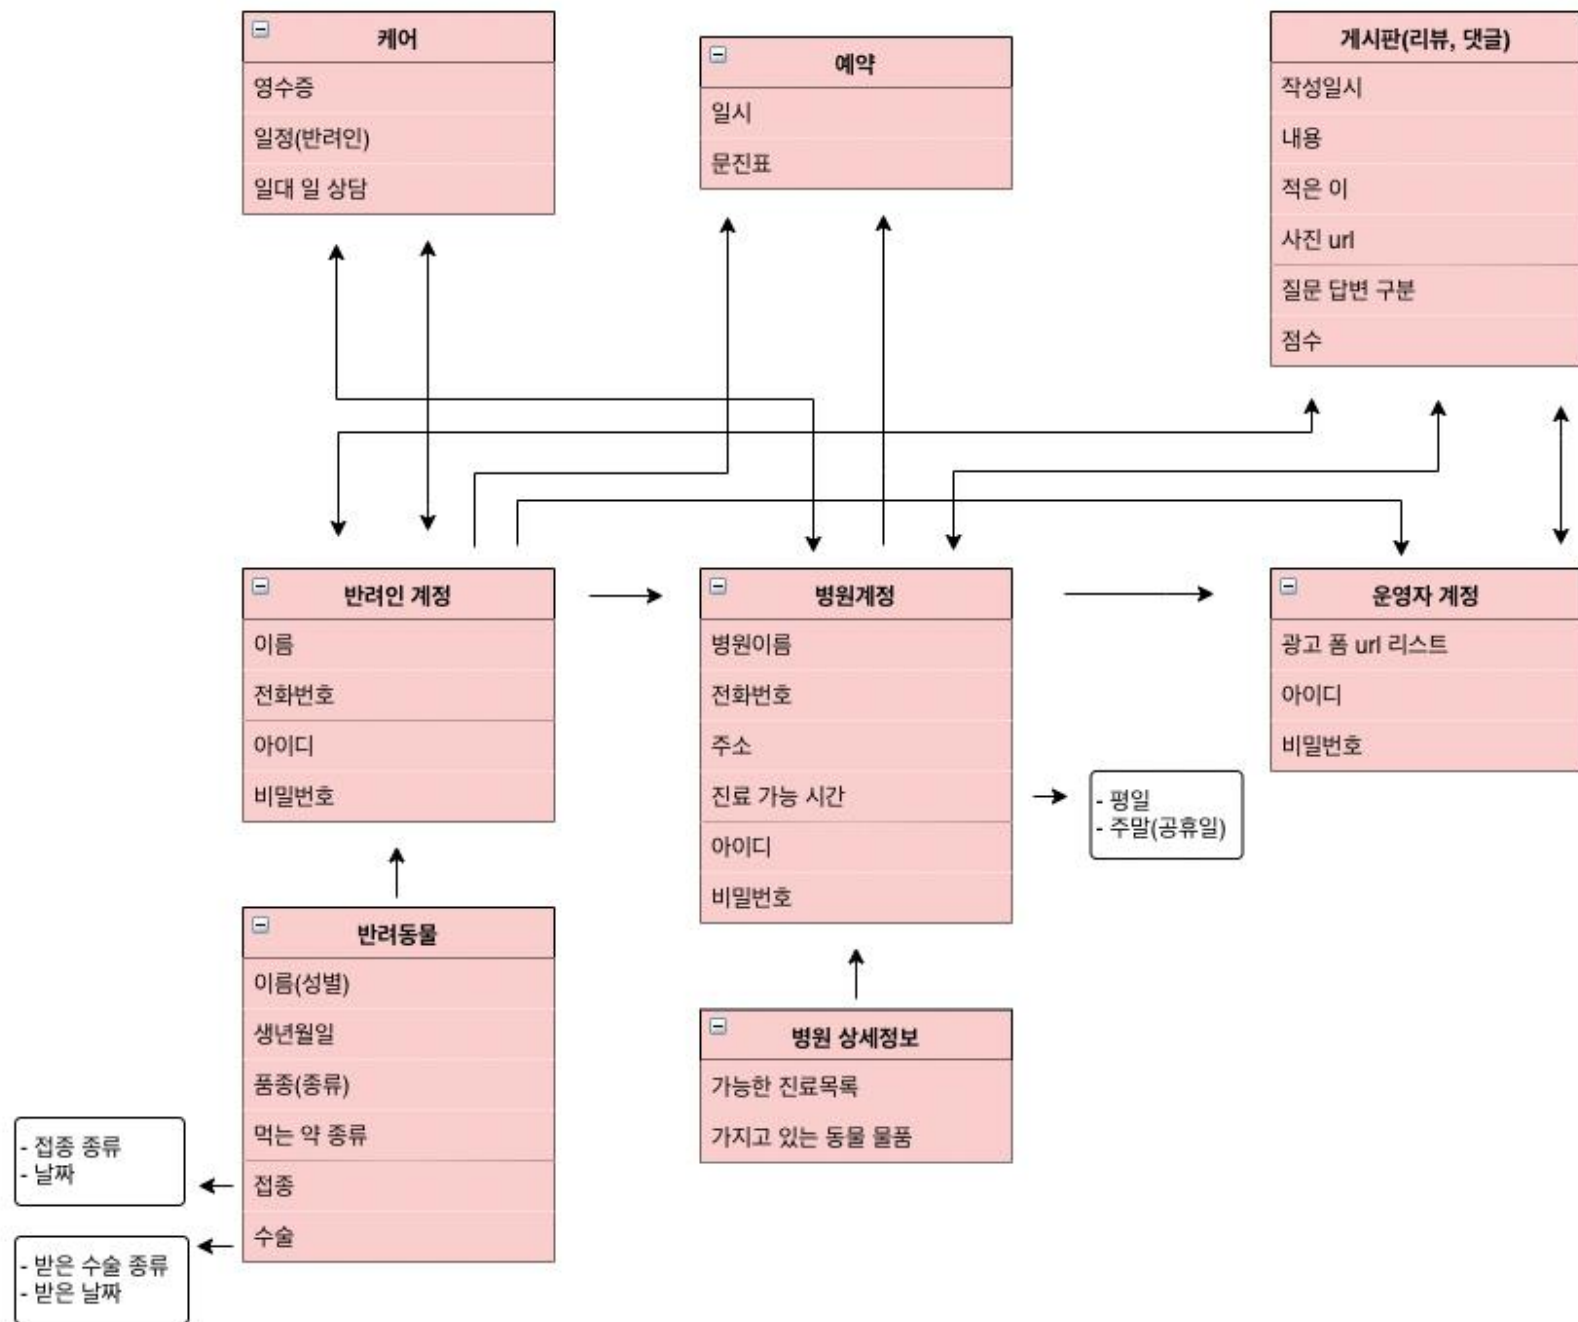 케어
영수증
일정(반려인)
일대 일 상담
예약
일시
문진표
게시판(리뷰, 댓글)
작성일시
내용
적은 이
사진 url
질문 답변 구분
점수
반려인 계정
이름
전화번호
아이디
비밀번호
병원계정
병원이름
전화번호
주소
진료 가능 시간
아이디
비밀번호
- 평일
- 주말(공휴일)
운영자 계정
광고 폼 url 리스트
아이디
비밀번호
반려동물
이름(성별)
생년월일
품종(종류)
먹는 약 종류
접종
수술
- 접종 종류
- 날짜
- 받은 수술 종류
- 받은 날짜
병원 상세정보
가능한 진료목록
가지고 있는 동물 물품